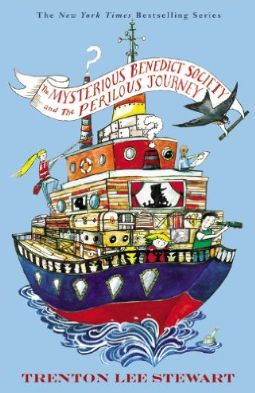 The New York Times Bestselling Series
The MYSTERIOUS BENEDICT SOCIETY
and The PERILOUS JOURNEY
TRENTON LEE STEWART